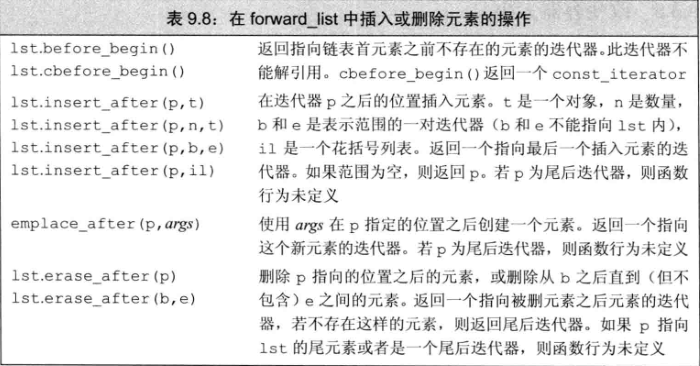 表 9.8：在 forward_list 中插入或删除元素的操作
lst.before_begin() 返回指向链表首元素之前不存在的元素的迭代器。此迭代器
lst.cbefore_begin() 不能解引用。cbefore_begin()返回一个 const_iterator
lst.insert_after(p,t) 在迭代器 p 之后的位置插入元素。t 是一个对象，n 是数量，
lst.insert_after(p,n,t) b 和 e 是表示范围的一对迭代器（b 和 e 不能指向 lst 内），
lst.insert_after(p,b,e) il 是一个花括号列表。返回一个指向最后一个插入元素的迭
lst.insert_after(p,il) 代器。如果范围为空，则返回 p。若 p 为尾后迭代器，则函数
行为未定义
emplace_after(p,args) 使用 args 在 p 指定的位置之后创建一个元素。返回一个指向
这个新元素的迭代器。若 p 为尾后迭代器，则函数行为未定义
lst.erase_after(p) 删除 p 指向的位置之后的元素，或删除从 b 之后直到（但不
lst.erase_after(b,e) 包含）e 之间的元素。返回一个指向被删元素之后元素的迭代
器，若不存在这样的元素，则返回尾后迭代器。如果 p 指向
lst 的尾元素或者是一个尾后迭代器，则函数行为未定义